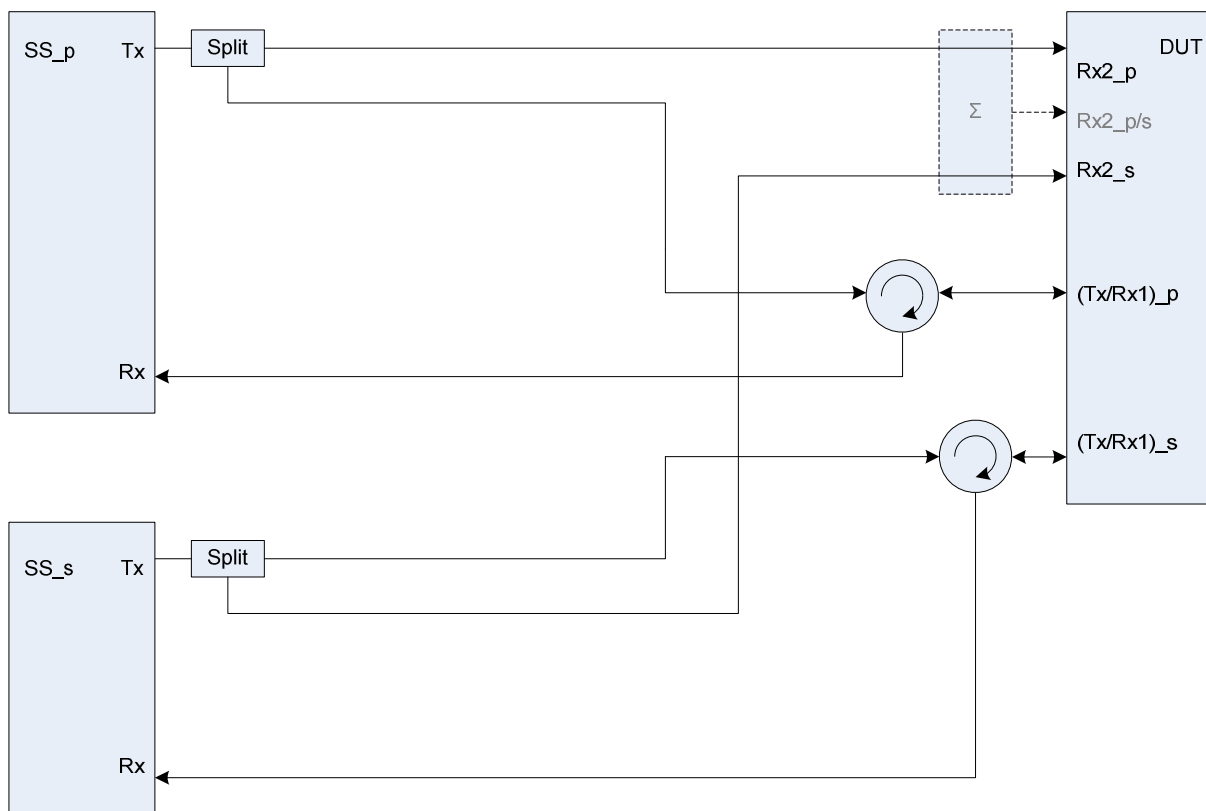 SS_p
Tx
Split
Rx
Σ
DUT
Rx2_p
Rx2_p/s
Rx2_s
(Tx/Rx1)_p
(Tx/Rx1)_s
SS_s
Tx
Split
Rx